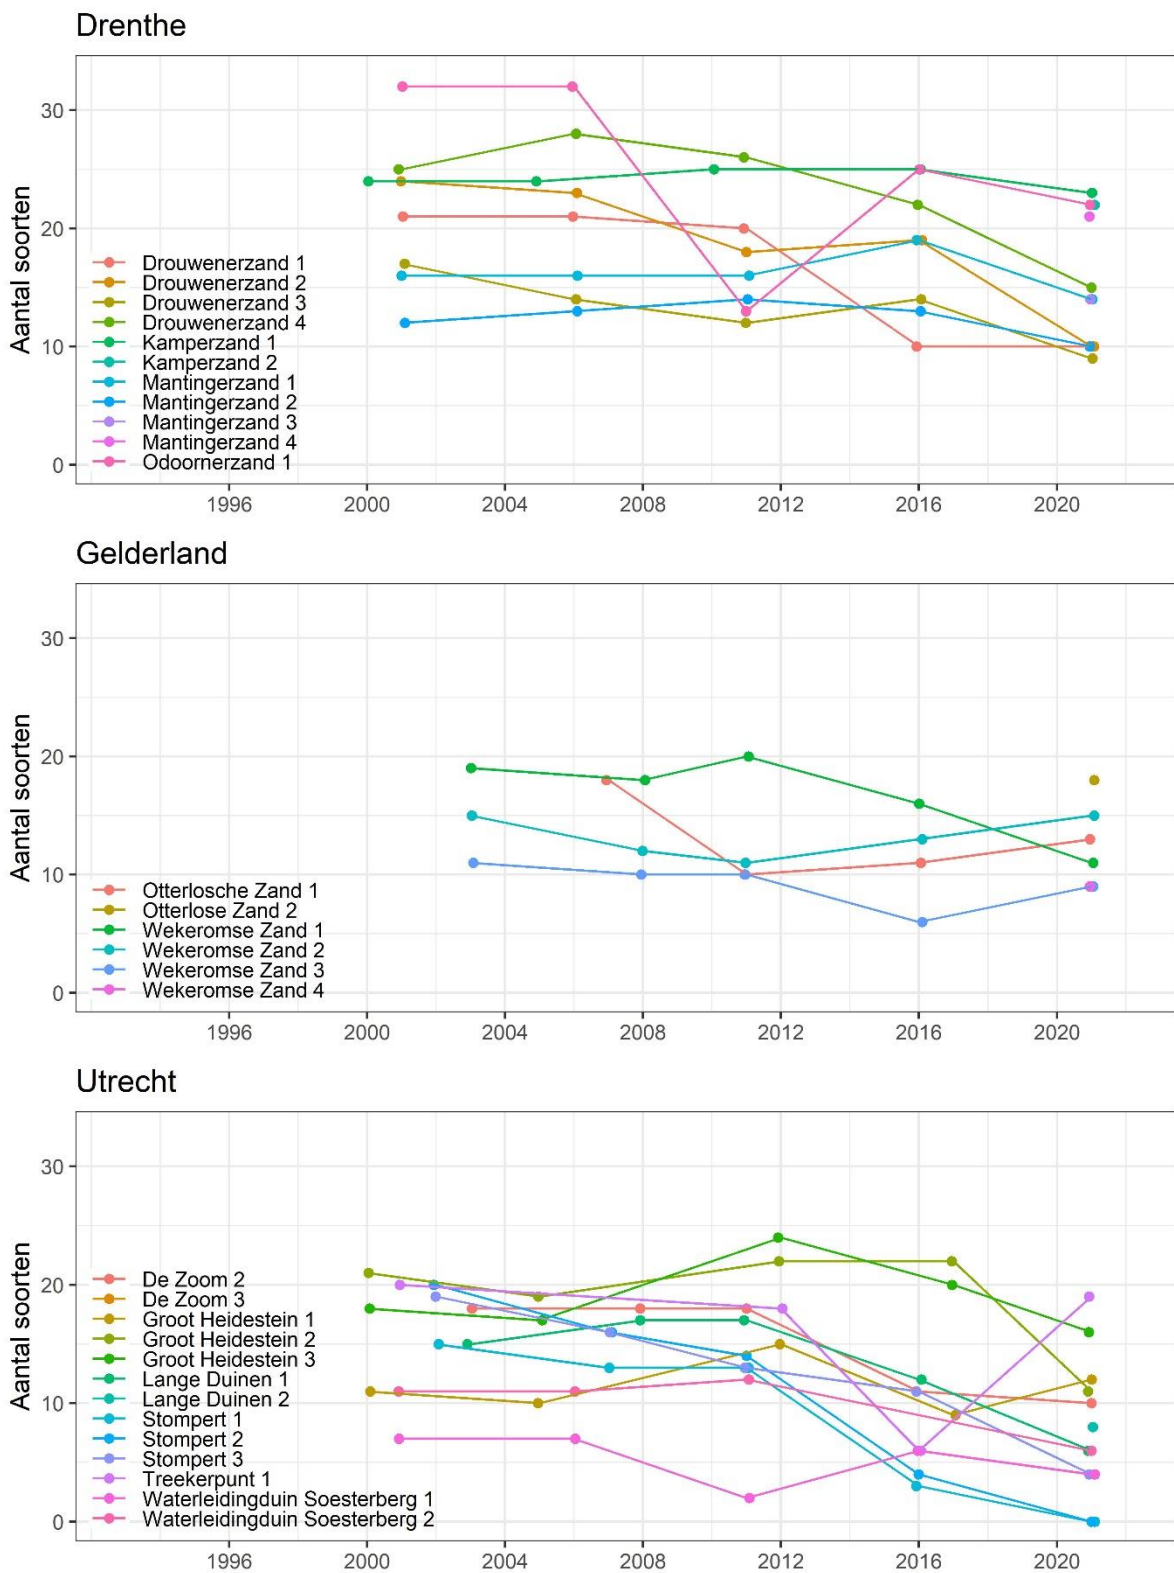 Drenthe
Aantal soorten
30
20
10
0
Drouwenerzand 1
Drouwenerzand 2
Drouwenerzand 3
Drouwenerzand 4
Kamperzand 1
Kamperzand 2
Mantingerzand 1
Mantingerzand 2
Mantingerzand 3
Mantingerzand 4
Odoornerzand 1
1996 2000 2004 2008 2012 2016 2020
Gelderland
Aantal soorten
30
20
10
0
Otterlosche Zand 1
Otterlose Zand 2
Wekeromse Zand 1
Wekeromse Zand 2
Wekeromse Zand 3
Wekeromse Zand 4
1996 2000 2004 2008 2012 2016 2020
Utrecht
Aantal soorten
30
20
10
0
De Zoom 2
De Zoom 3
Groot Heidestein 1
Groot Heidestein 2
Groot Heidestein 3
Lange Duinen 1
Lange Duinen 2
Stompert 1
Stompert 2
Stompert 3
Treekerpunt 1
Waterleidingduin Soesterberg 1
Waterleidingduin Soesterberg 2
1996 2000 2004 2008 2012 2016 2020